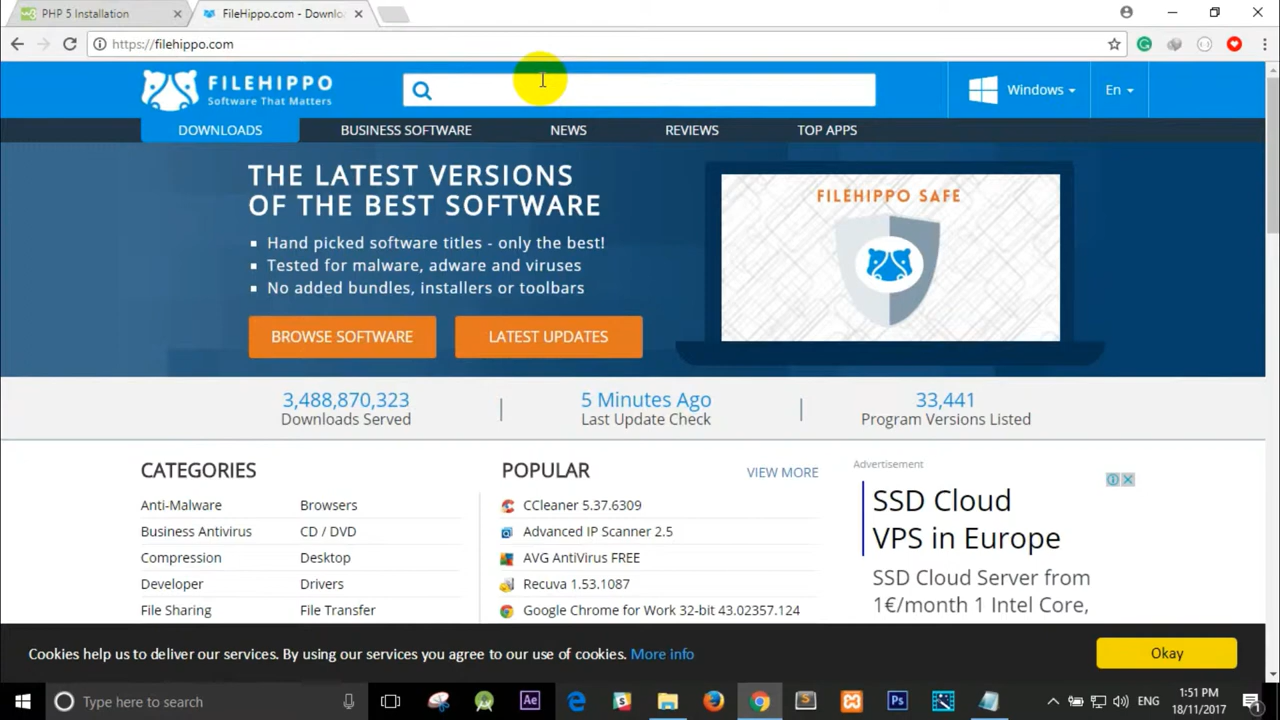 PHP 5 Installation
FileHippo.com - Downlo
https://filehippo.com
FILEHIPPO
Software That Matters
Windows
En
DOWNLOADS
BUSINESS SOFTWARE
NEWS
REVIEWS
TOP APPS
THE LATEST VERSIONS
OF THE BEST SOFTWARE
Hand picked software titles - only the best!
Tested for malware, adware and viruses
No added bundles, installers or toolbars
BROWSE SOFTWARE
LATEST UPDATES
FILEHIPPO SAFE
3,488,870,323
Downloads Served
5 Minutes Ago
Last Update Check
33,441
Program Versions Listed
CATEGORIES
Anti-Malware
Browsers
Business Antivirus
CD / DVD
Compression
Desktop
Developer
Drivers
File Sharing
File Transfer
POPULAR
VIEW MORE
CCleaner 5.37.6309
Advanced IP Scanner 2.5
AVG AntiVirus FREE
Recuva 1.53.1087
Google Chrome for Work 32-bit 43.02357.124
Advertisement
SSD Cloud
VPS in Europe
SSD Cloud Server from
1€/month 1 Intel Core,
Cookies help us to deliver our services. By using our services you agree to our use of cookies. More info
Okay
Type here to search
Ae
Ps
ENG
1:51 PM
18/11/2017